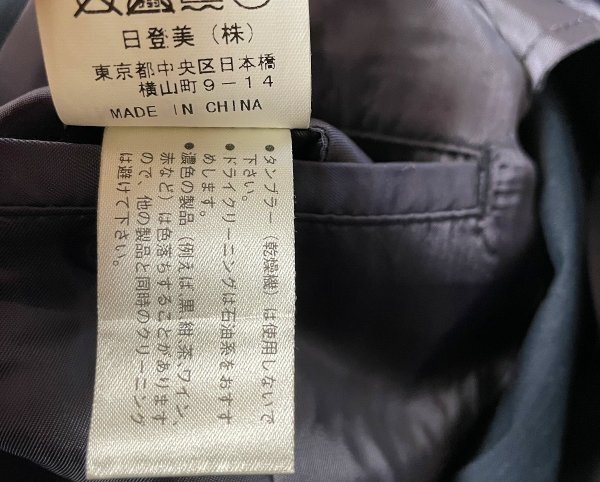 日登美(株)
東京都中央区日本橋
横山町9-14
MADE IN CHINA
●タンブラー(乾燥機)は使用しないで
下さい。
●ドライクリーニングは石油系をおすす
めします。
●濃色の製品(例えば黒、紺、茶、ワイン、
赤など)は色落ちすることがあります
ので、他の製品と同時のクリーニング
は避けて下さい。